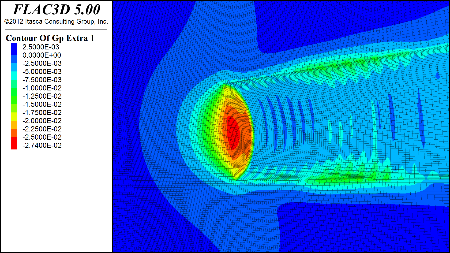 FLAC3D 5.00
©2012 Itasca Consulting Group, Inc.
Contour Of Gp Extra 1
2.5000E-03
0.0000E+00
-2.5000E-03
-5.0000E-03
-7.5000E-03
-1.0000E-02
-1.2500E-02
-1.5000E-02
-1.7500E-02
-2.0000E-02
-2.2500E-02
-2.5000E-02
-2.7400E-02